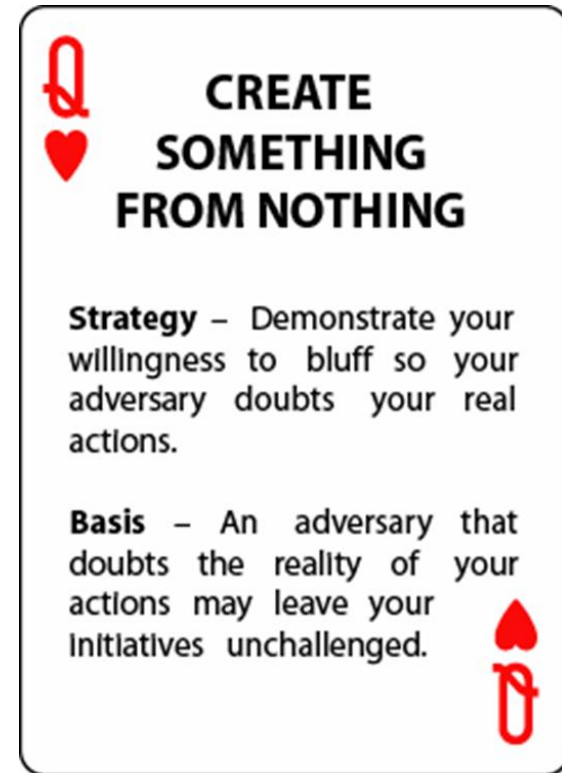 Q
CREATE
SOMETHING
FROM NOTHING
Strategy – Demonstrate your
willingness to bluff so your
adversary doubts your real
actions.
Basis – An adversary that
doubts the reality of your
actions may leave your
initiatives unchallenged.
Q